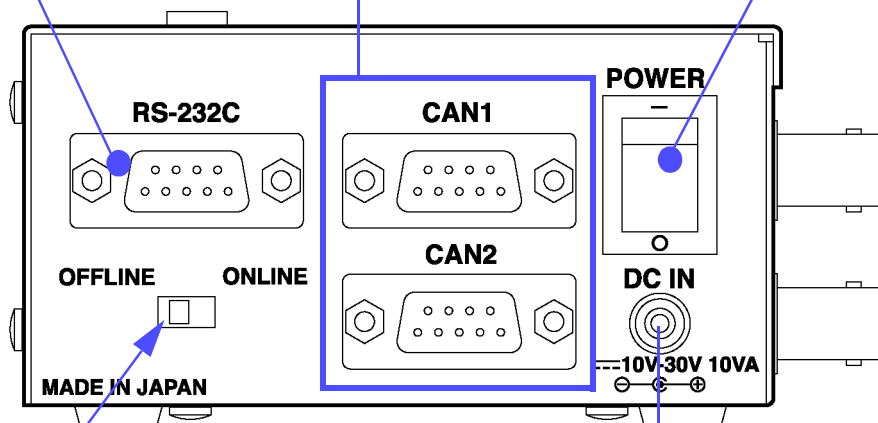 POWER
RS-232C
CAN1
CAN2
OFFLINE
ONLINE
DC IN
10V-30V 10VA
MADE IN JAPAN